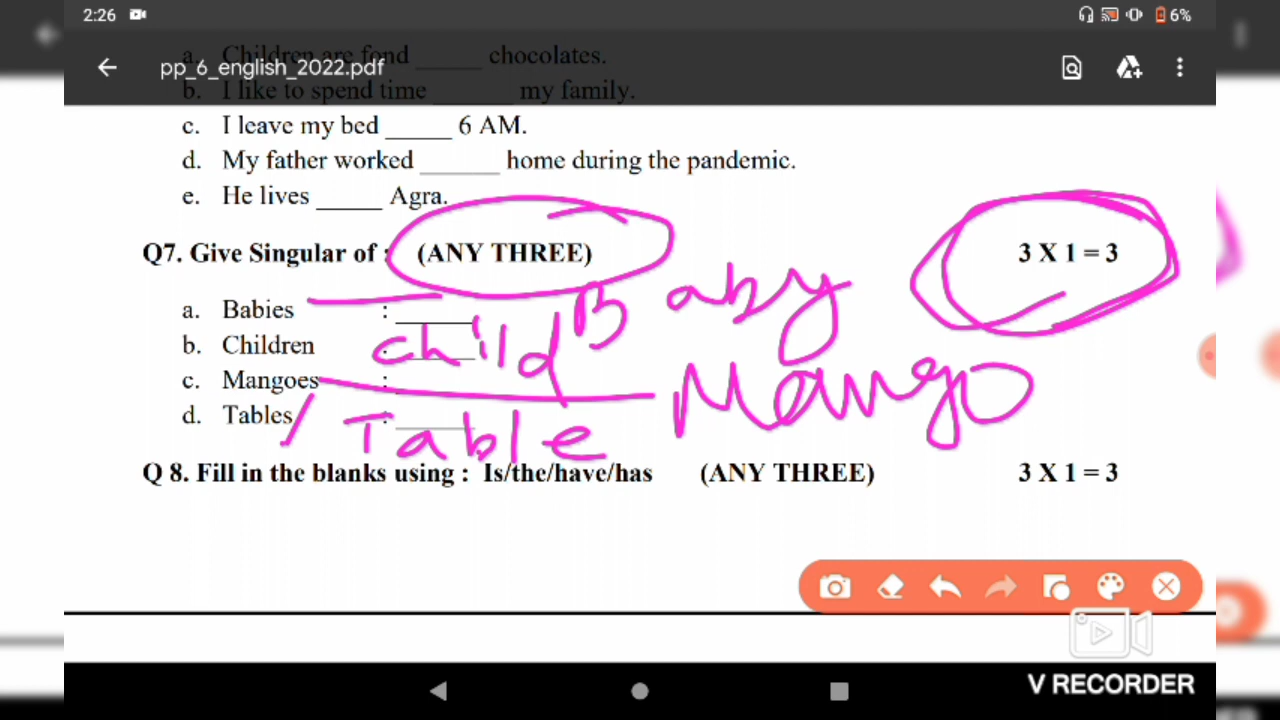 2:26 6%
a. Children are fond _____ chocolates.
pp_6_english_2022.pdf
b. I like to spend time ______ my family.
c. I leave my bed _____ 6 AM.
d. My father worked ______ home during the pandemic.
e. He lives _____ Agra.
Q7. Give Singular of : (ANY THREE) 3 X 1 = 3
a. Babies : ______ Baby
b. Children : ______ child
c. Mangoes : Mango
d. Tables : ______ Table
Q 8. Fill in the blanks using : Is/the/have/has (ANY THREE) 3 X 1 = 3
V RECORDER